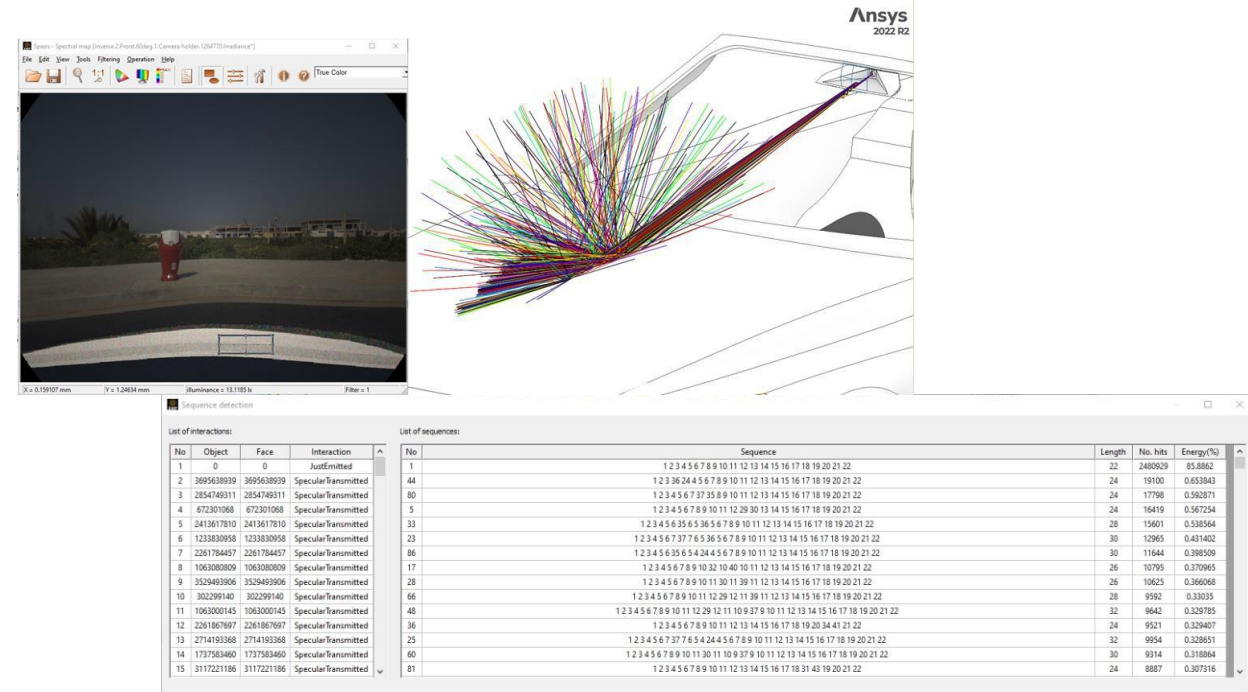 Ansys
2022 R2
Speos - Spectral map [Inverse.2.Front.60deg.1.Camera holder.1264770.Irradiance*]
File Edit View Tools Filtering Operation Help
1:1
True Color
X = 0.159107 mm Y = 1.24634 mm illuminance = 13.1185 lx Filter = 1
Sequence detection
List of interactions: List of sequences:
No Object Face Interaction No Sequence Length No. hits Energy(%)
1 0 0 JustEmitted 1 1 2 3 4 5 6 7 8 9 10 11 12 13 14 15 16 17 18 19 20 21 22 22 2480929 85.8862
2 3695638939 3695638939 SpecularTransmitted 44 1 2 3 36 24 4 5 6 7 8 9 10 11 12 13 14 15 16 17 18 19 20 21 22 24 19100 0.653843
3 2854749311 2854749311 SpecularTransmitted 80 1 2 3 4 5 6 7 37 35 8 9 10 11 12 13 14 15 16 17 18 19 20 21 22 24 17798 0.592871
4 672301068 672301068 SpecularTransmitted 5 1 2 3 4 5 6 7 8 9 10 11 12 29 30 13 14 15 16 17 18 19 20 21 22 24 16419 0.567254
5 2413617810 2413617810 SpecularTransmitted 33 1 2 3 4 5 6 35 6 5 36 5 6 7 8 9 10 11 12 13 14 15 16 17 18 19 20 21 22 28 15601 0.538564
6 1233830958 1233830958 SpecularTransmitted 23 1 2 3 4 5 6 7 37 7 6 5 36 5 6 7 8 9 10 11 12 13 14 15 16 17 18 19 20 21 22 30 12965 0.431402
7 2261784457 2261784457 SpecularTransmitted 86 1 2 3 4 5 6 35 6 5 4 24 4 5 6 7 8 9 10 11 12 13 14 15 16 17 18 19 20 21 22 30 11644 0.398509
8 1063080809 1063080809 SpecularTransmitted 17 1 2 3 4 5 6 7 8 9 10 32 10 40 10 11 12 13 14 15 16 17 18 19 20 21 22 26 10795 0.370965
9 3529493906 3529493906 SpecularTransmitted 28 1 2 3 4 5 6 7 8 9 10 11 30 11 39 11 12 13 14 15 16 17 18 19 20 21 22 26 10625 0.366068
10 302299140 302299140 SpecularTransmitted 66 1 2 3 4 5 6 7 8 9 10 11 12 29 12 11 39 11 12 13 14 15 16 17 18 19 20 21 22 28 9592 0.33035
11 1063000145 1063000145 SpecularTransmitted 48 1 2 3 4 5 6 7 8 9 10 11 12 29 12 11 10 9 37 9 10 11 12 13 14 15 16 17 18 19 20 21 22 32 9642 0.329785
12 2261867697 2261867697 SpecularTransmitted 36 1 2 3 4 5 6 7 8 9 10 11 12 13 14 15 16 17 18 19 20 34 41 21 22 24 9521 0.329407
13 2714193368 2714193368 SpecularTransmitted 25 1 2 3 4 5 6 7 37 7 6 5 4 24 4 5 6 7 8 9 10 11 12 13 14 15 16 17 18 19 20 21 22 32 9954 0.328651
14 1737583460 1737583460 SpecularTransmitted 60 1 2 3 4 5 6 7 8 9 10 11 30 11 10 9 37 9 10 11 12 13 14 15 16 17 18 19 20 21 22 30 9314 0.318864
15 3117221186 3117221186 SpecularTransmitted 81 1 2 3 4 5 6 7 8 9 10 11 12 13 14 15 16 17 18 31 43 19 20 21 22 24 8887 0.307316